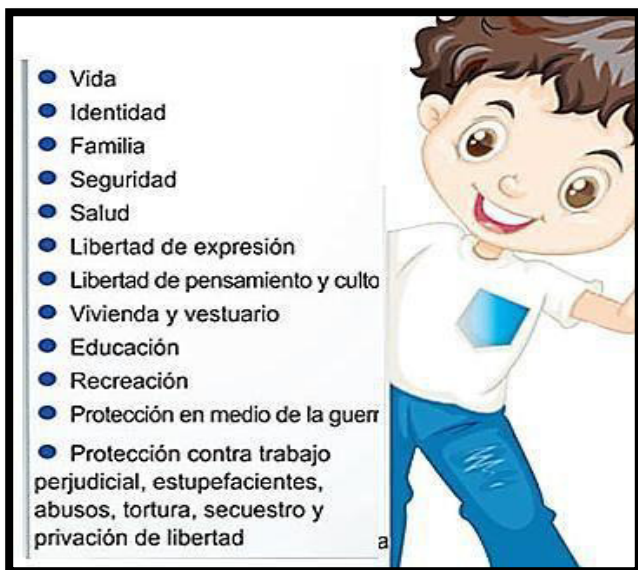 Vida
Identidad
Familia
Seguridad
Salud
Libertad de expresión
Libertad de pensamiento y culto
Vivienda y vestuario
Educación
Recreación
Protección en medio de la guerr
Protección contra trabajo
perjudicial, estupefacientes,
abusos, tortura, secuestro y
privación de libertad
a